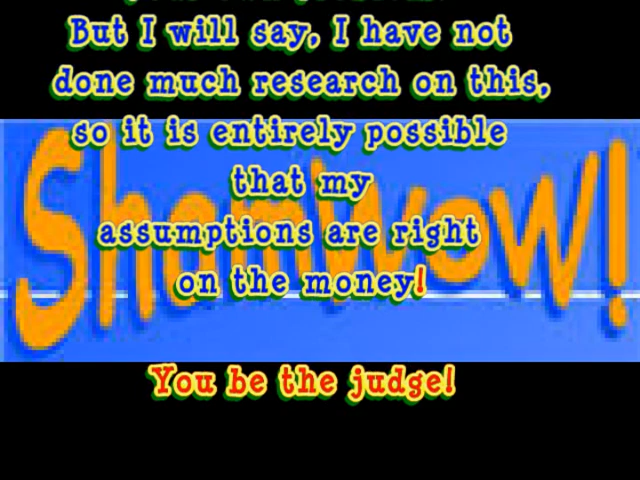 But I will say, I have not
done much research on this,
so it is entirely possible
that my
assumptions are right
on the money!
ShamWow!
You be the judge!